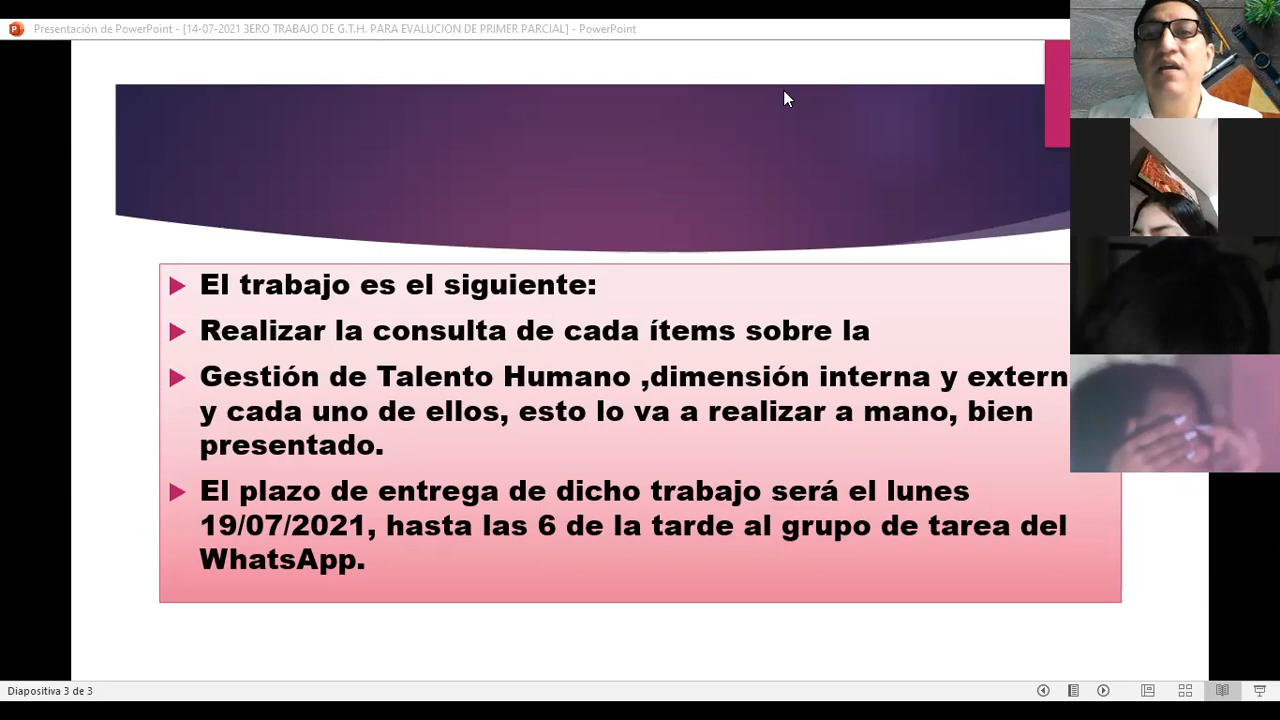 Presentación de PowerPoint - [14-07-2021 3ERO TRABAJO DE G.T.H. PARA EVALUCION DE PRIMER PARCIAL] - PowerPoint
El trabajo es el siguiente:
Realizar la consulta de cada ítems sobre la
Gestión de Talento Humano ,dimensión interna y extern
y cada uno de ellos, esto lo va a realizar a mano, bien
presentado.
El plazo de entrega de dicho trabajo será el lunes
19/07/2021, hasta las 6 de la tarde al grupo de tarea del
WhatsApp.
Diapositiva 3 de 3